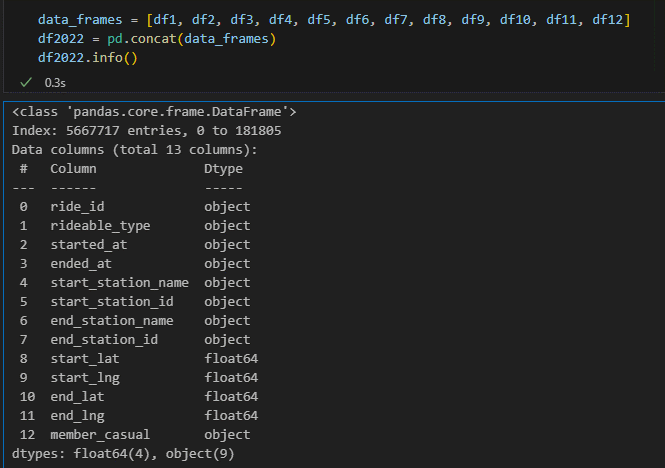 data_frames = [df1, df2, df3, df4, df5, df6, df7, df8, df9, df10, df11, df12]
df2022 = pd.concat(data_frames)
df2022.info()
✓ 0.3s
<class 'pandas.core.frame.DataFrame'>
Index: 5667717 entries, 0 to 181805
Data columns (total 13 columns):
 #   Column              Dtype
---  ------              -----
 0   ride_id             object
 1   rideable_type       object
 2   started_at          object
 3   ended_at            object
 4   start_station_name  object
 5   start_station_id    object
 6   end_station_name    object
 7   end_station_id      object
 8   start_lat           float64
 9   start_lng           float64
 10  end_lat             float64
 11  end_lng             float64
 12  member_casual       object
dtypes: float64(4), object(9)